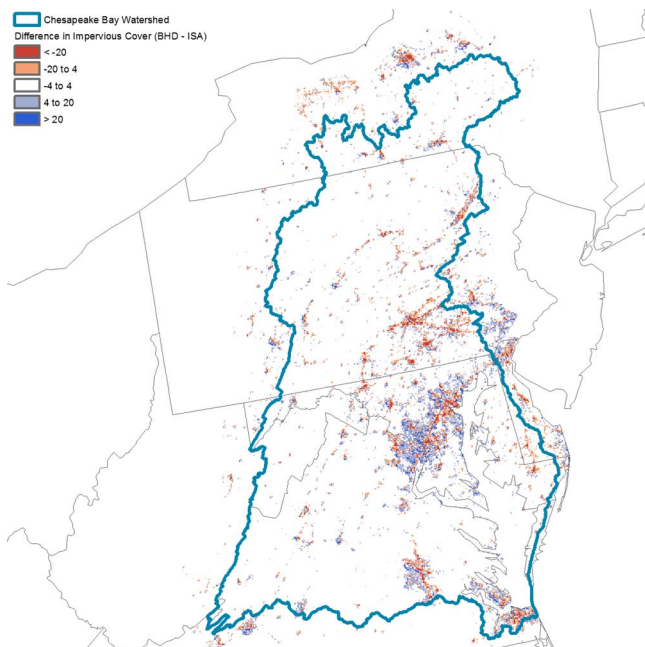 Chesapeake Bay Watershed
Difference in Impervious Cover (BHD - ISA)
< -20
-20 to 4
-4 to 4
4 to 20
> 20